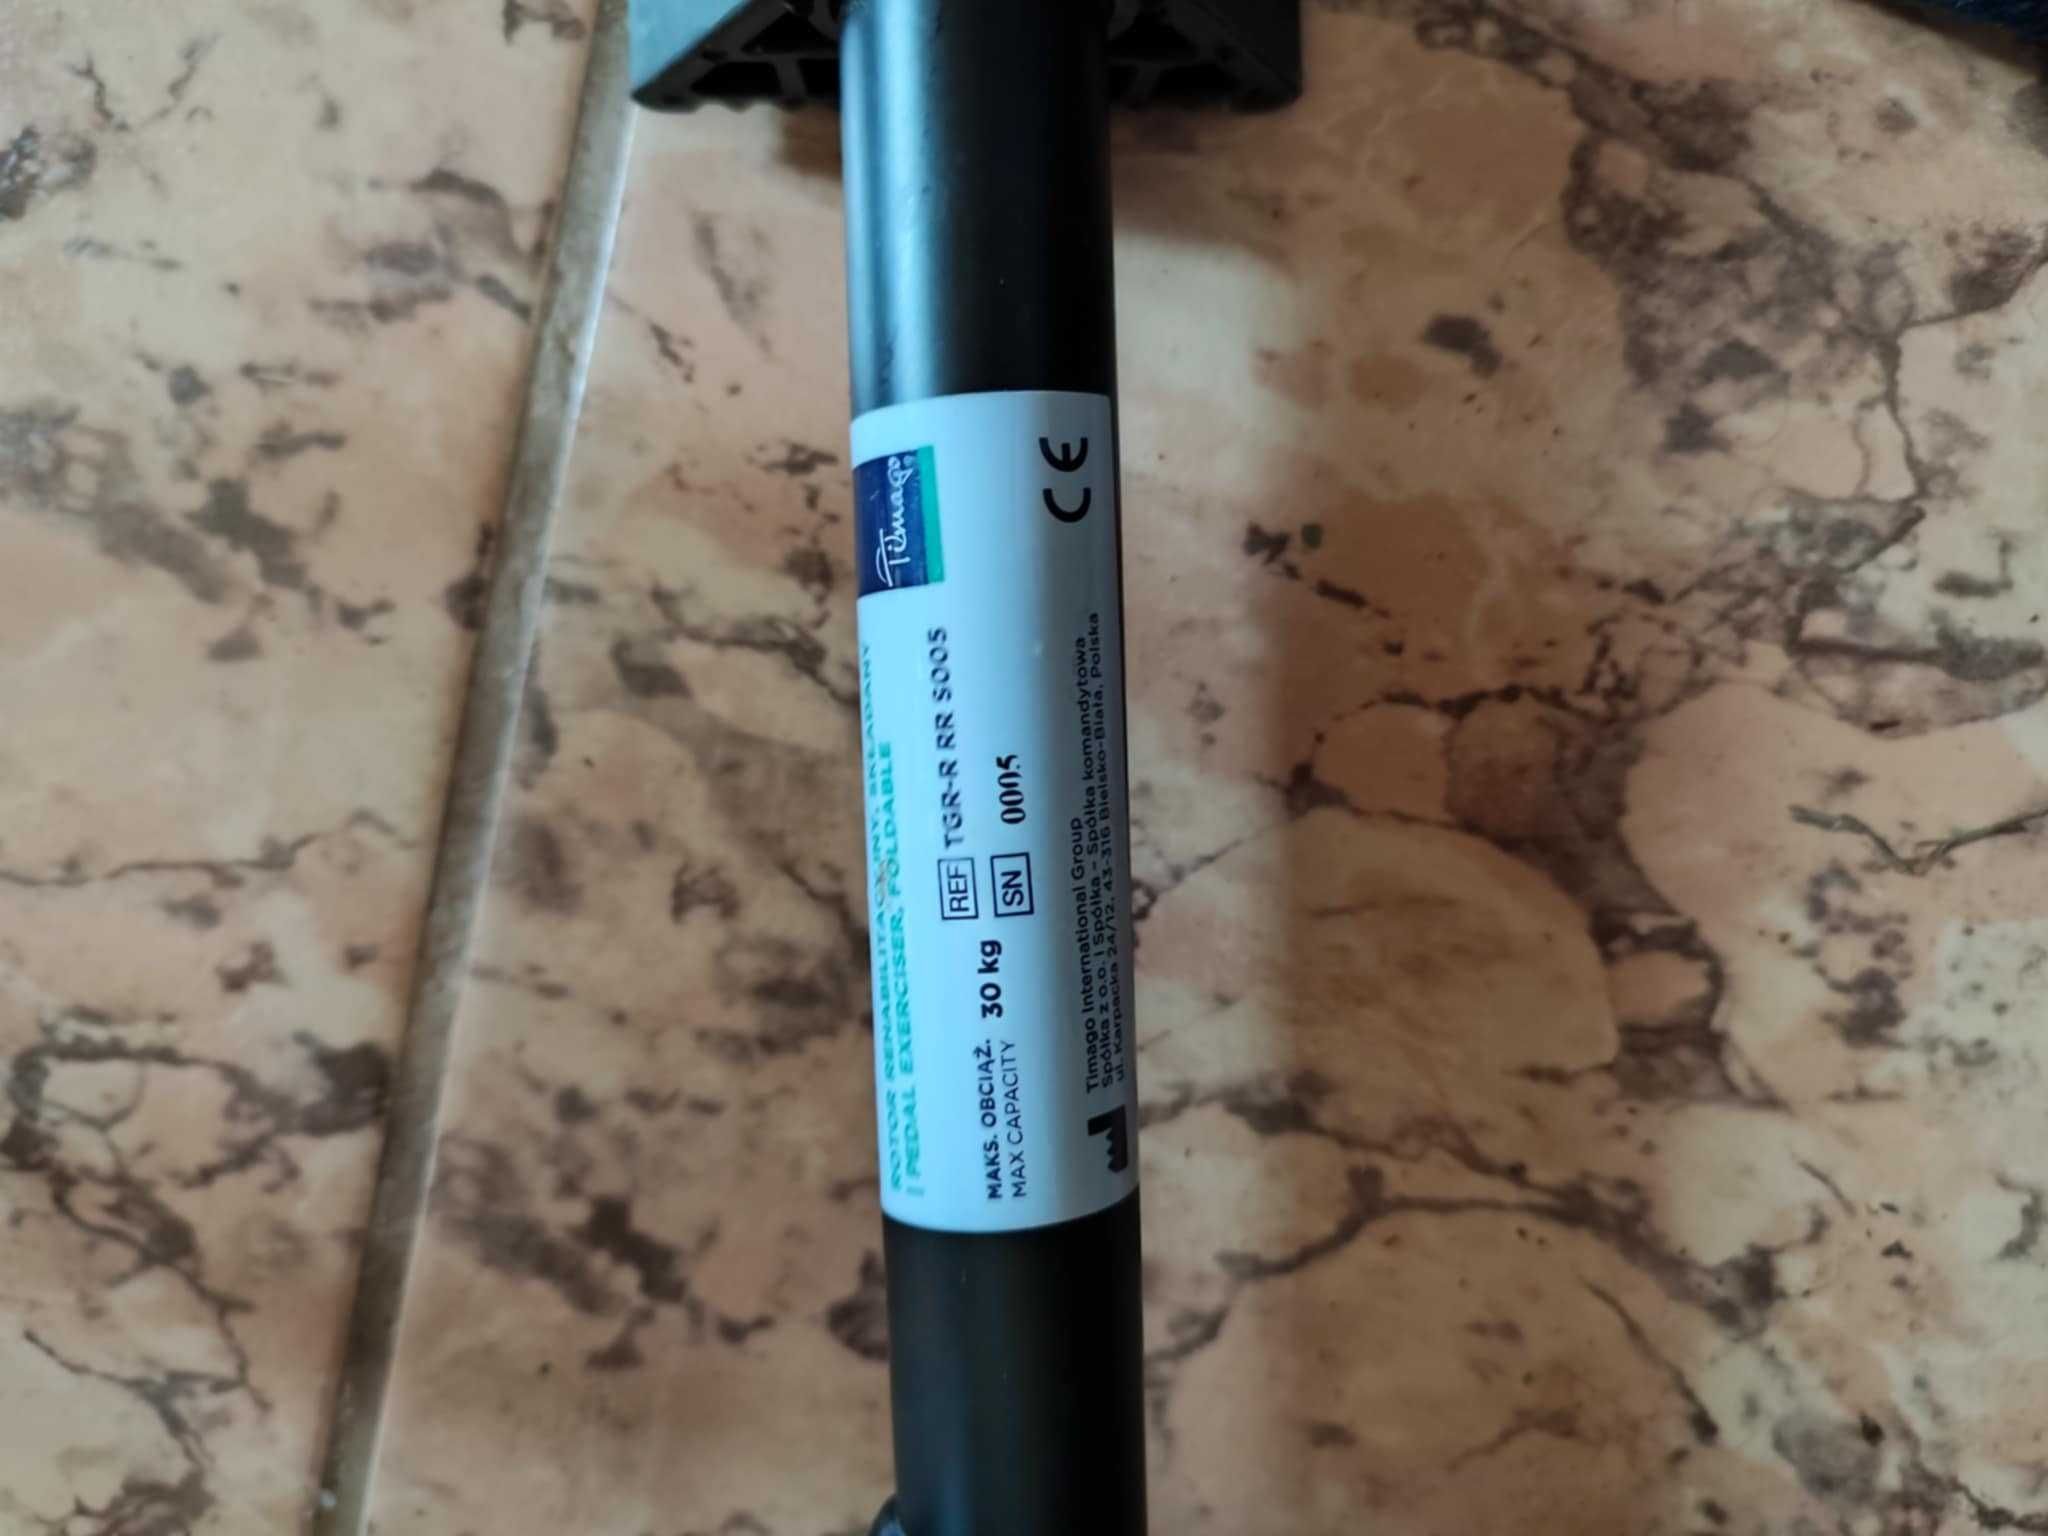 Timago
ROTOR REHABILITACYJNY, SKŁADANY
| PEDAL EXERCISER, FOLDABLE
REF TGR-R RR S005
MAKS. OBCIĄŻ. 30 kg
MAX CAPACITY
SN 0005
CE
Timago International Group
Spółka z o.o. | Spółka - Spółka komandytowa
ul. Karpacka 24/12, 43-316 Bielsko-Biała, Polska